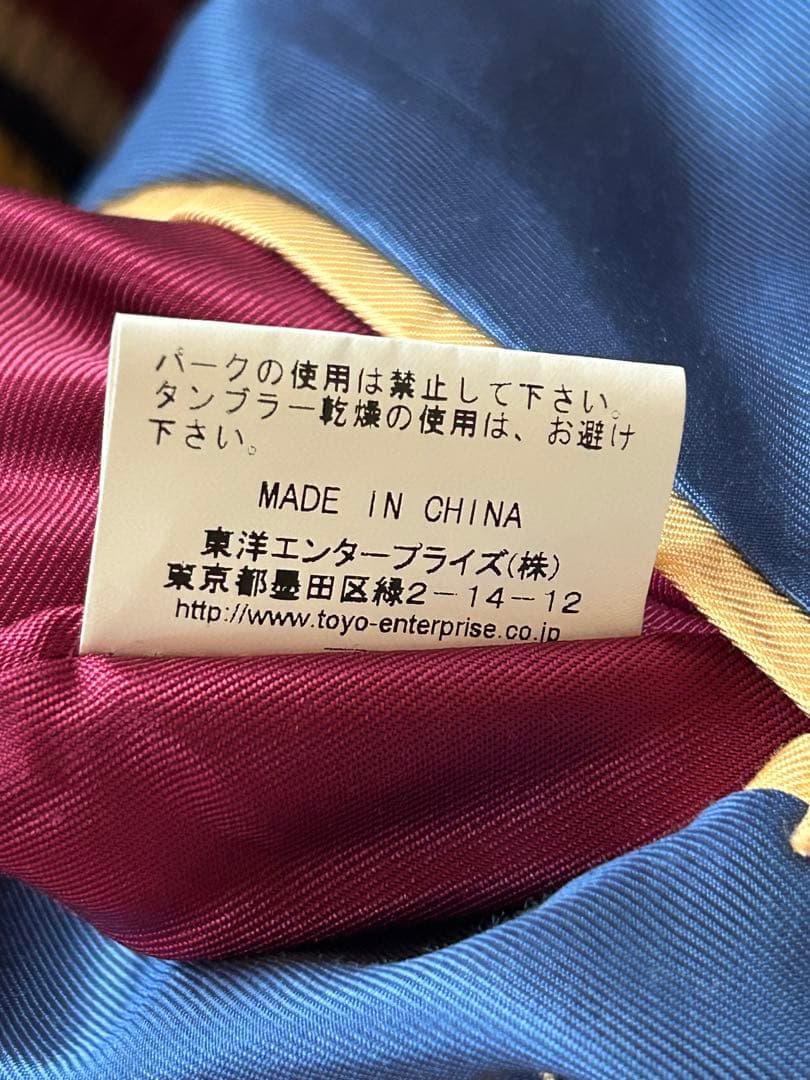 パークの使用は禁止して下さい。
タンブラー乾燥の使用は、お避け
下さい。
MADE IN CHINA
東洋エンタープライズ(株)
東京都墨田区緑2-14-12
http://www.toyo-enterprise.co.jp